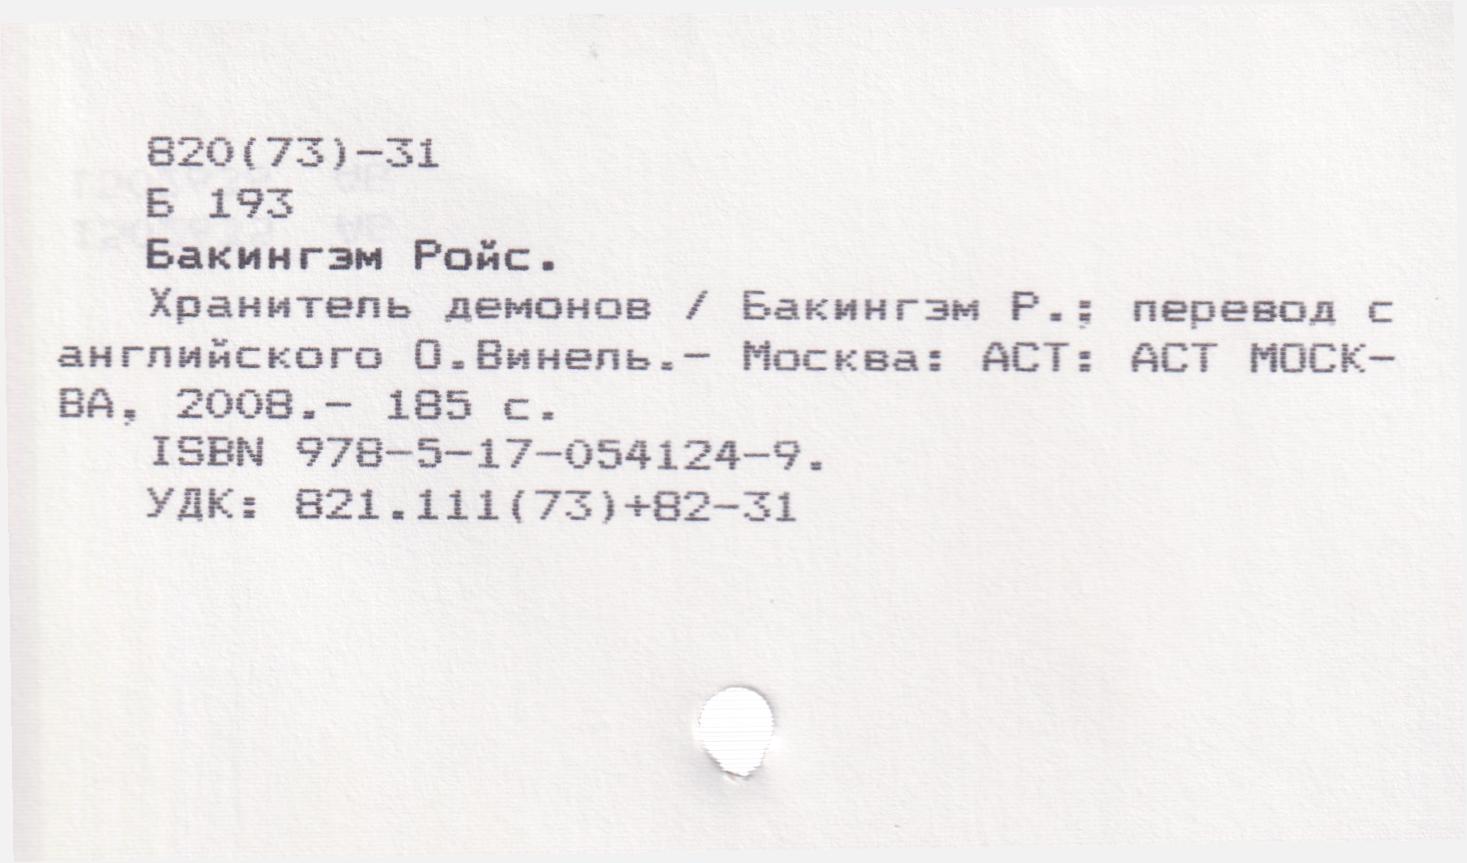 820(73)-31
Б 193
Бакингэм Ройс.
Хранитель демонов / Бакингэм Р.; перевод с
английского О.Винель.- Москва: АСТ: АСТ МОСК-
ВА, 2008.- 185 с.
ISBN 978-5-17-054124-9.
УДК: 821.111(73)+82-31